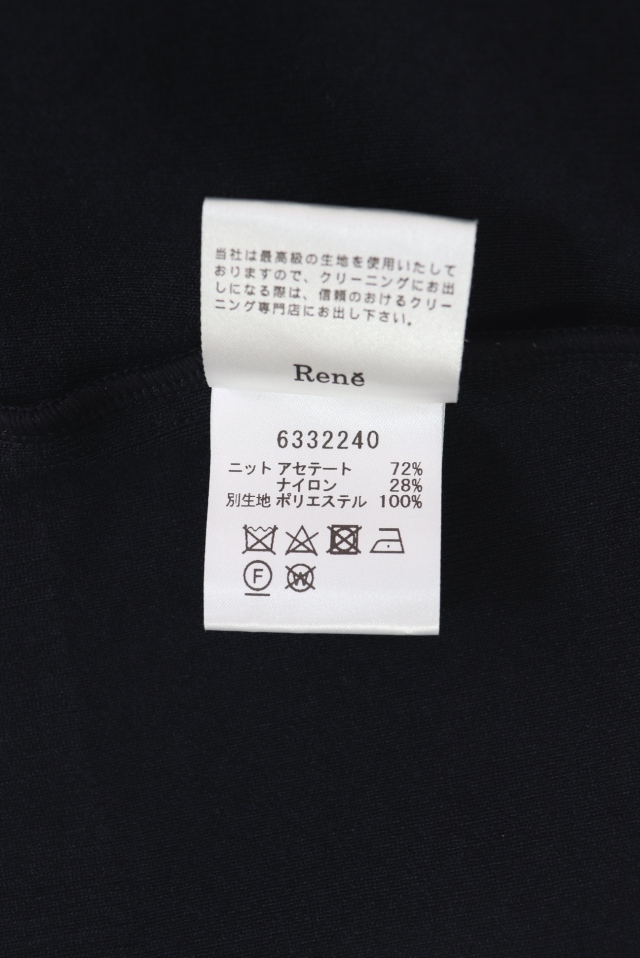 当社は最高級の生地を使用いたして
おりますので、クリーニングにお出
しになる際は、信頼のおけるクリー
ニング専門店にお出し下さい。
René
6332240
ニット アセテート 72%
ナイロン 28%
別生地 ポリエステル 100%
F
W